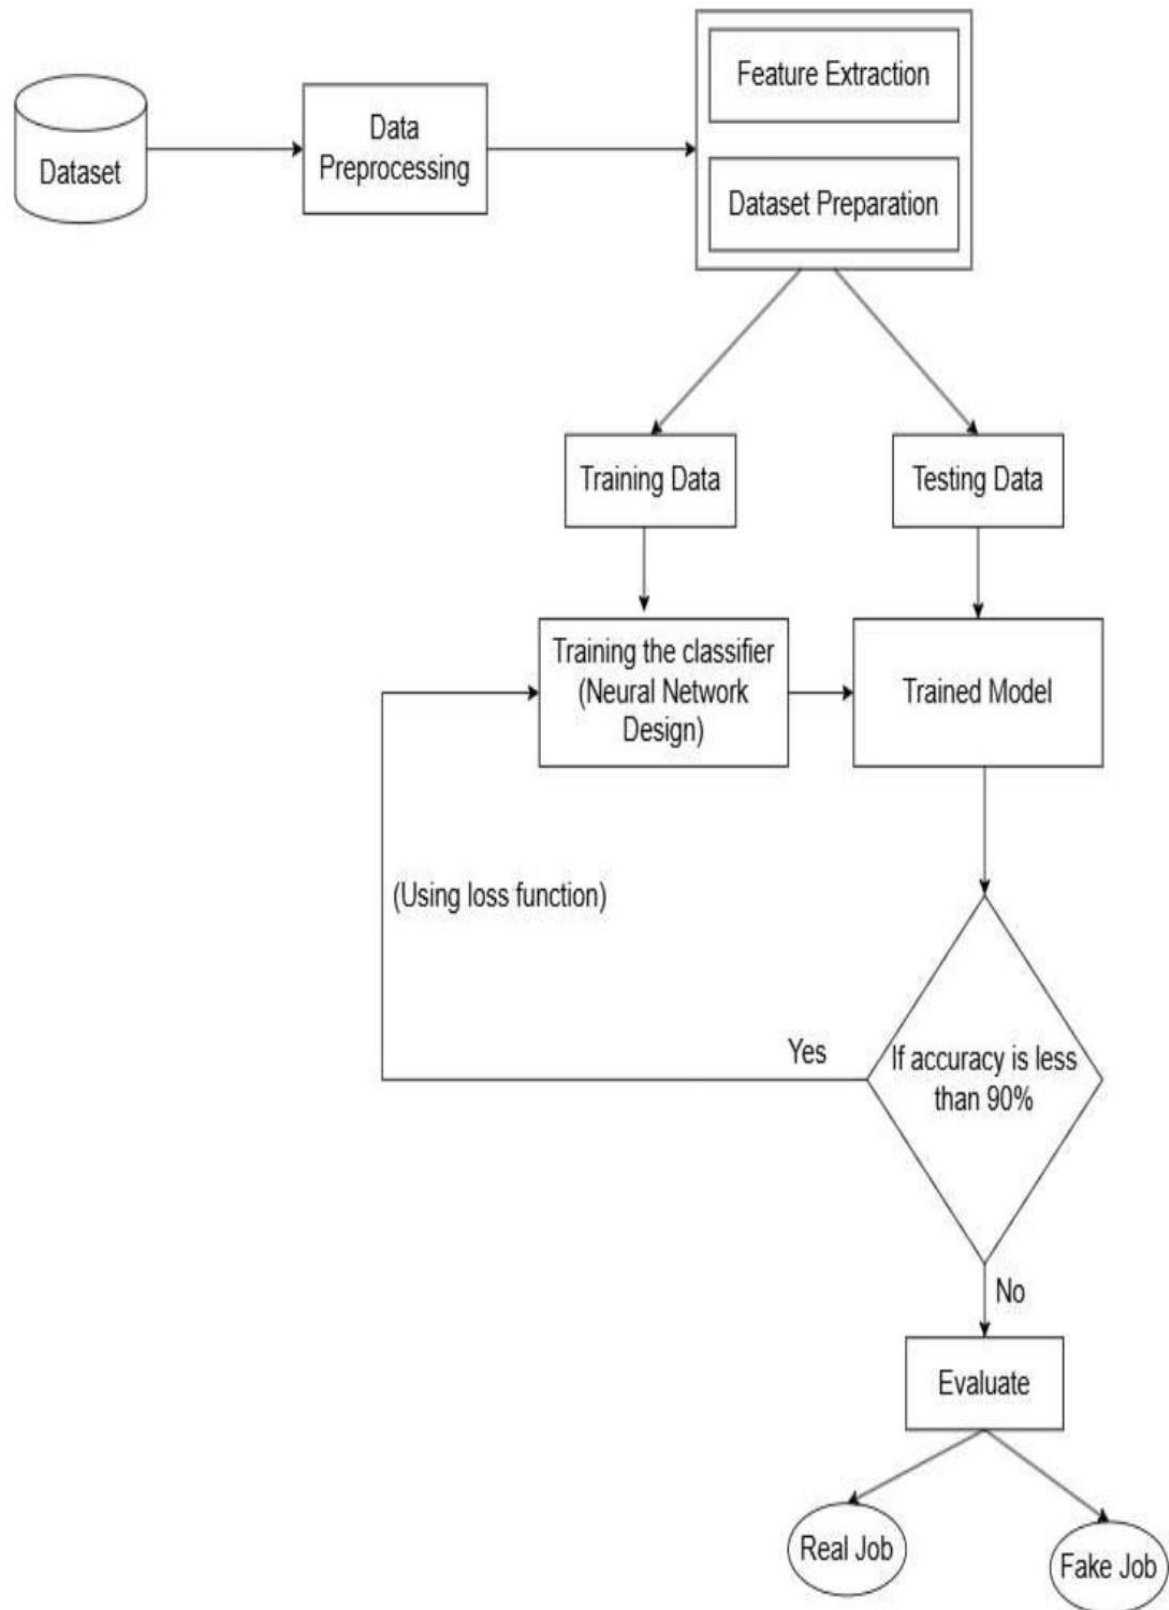 Feature Extraction
Data
Preprocessing
Dataset
Dataset Preparation
Training Data
Testing Data
Training the classifier
(Neural Network
Design)
Trained Model
(Using loss function)
Yes
If accuracy is less
than 90%
No
Evaluate
Real Job
Fake Job